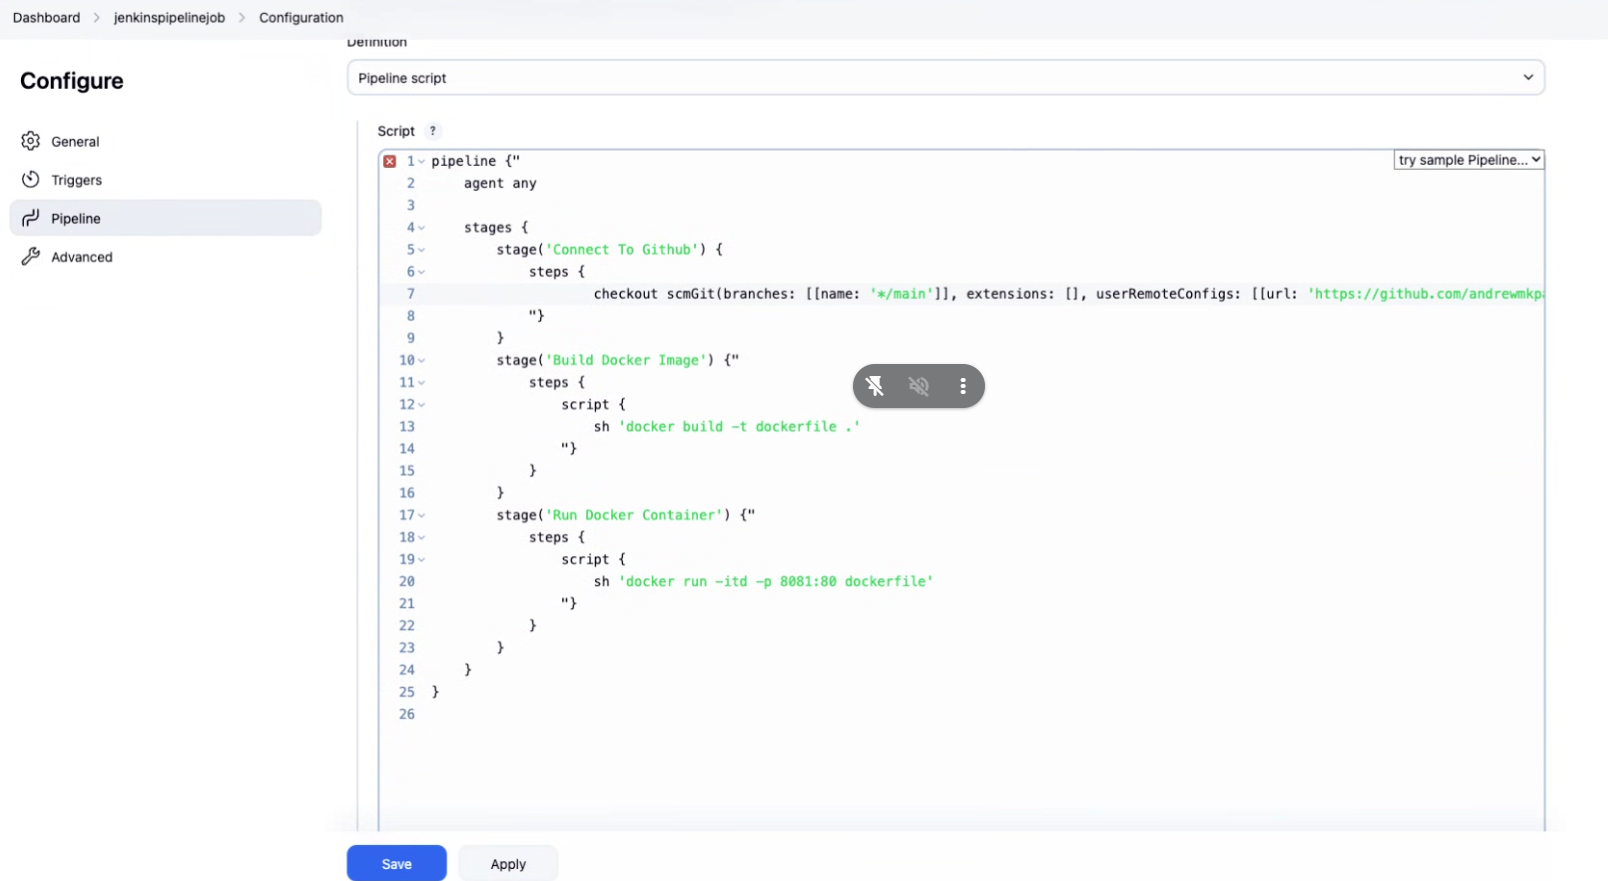 Dashboard > jenkinspipelinejob > Configuration
Definition
Configure
Pipeline script
General
Triggers
Pipeline
Advanced
Script ?
try sample Pipeline...
1 pipeline {"
2     agent any
3
4     stages {
5         stage('Connect To Github') {
6             steps {
7                     checkout scmGit(branches: [[name: '*/main']], extensions: [], userRemoteConfigs: [[url: 'https://github.com/andrewmkp
8             "}
9         }
10         stage('Build Docker Image') {"
11             steps {
12                 script {
13                     sh 'docker build -t dockerfile .'
14                 "}
15             }
16         }
17         stage('Run Docker Container') {"
18             steps {
19                 script {
20                     sh 'docker run -itd -p 8081:80 dockerfile'
21                 "}
22             }
23         }
24     }
25 }
26
Save
Apply